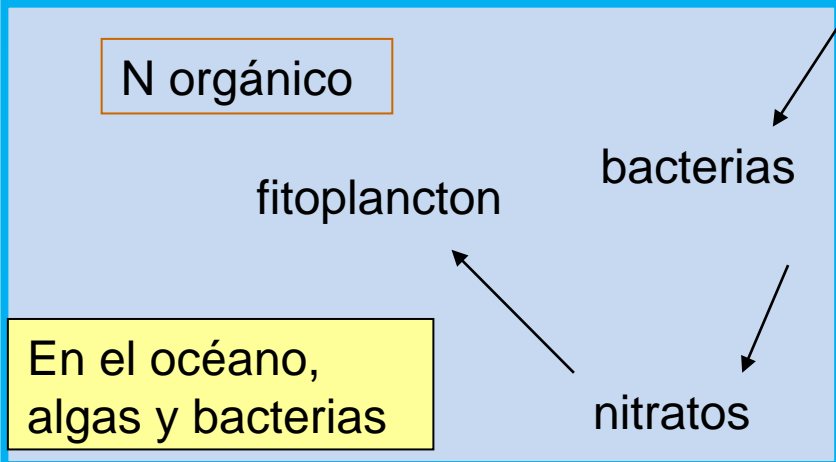 N orgánico
bacterias
fitoplancton
En el océano,
algas y bacterias
nitratos